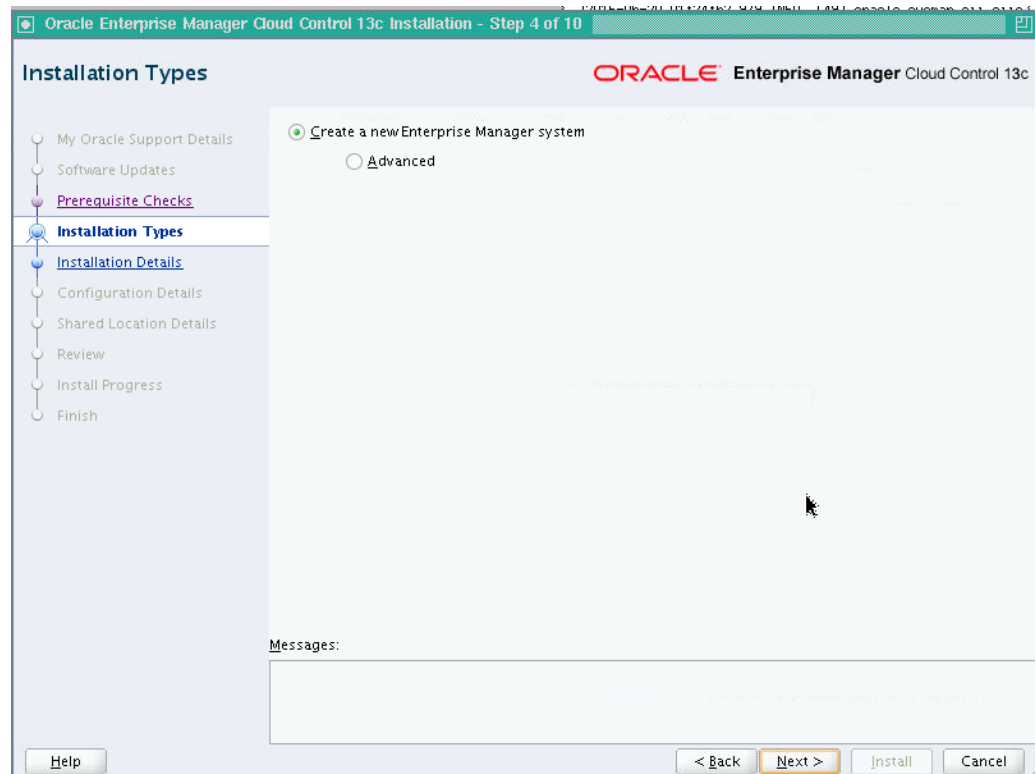 Oracle Enterprise Manager Cloud Control 13c Installation - Step 4 of 10
Installation Types
ORACLE Enterprise Manager Cloud Control 13c
My Oracle Support Details
Software Updates
Prerequisite Checks
Installation Types
Installation Details
Configuration Details
Shared Location Details
Review
Install Progress
Finish
Create a new Enterprise Manager system
Advanced
Messages:
Help
< Back
Next >
Install
Cancel